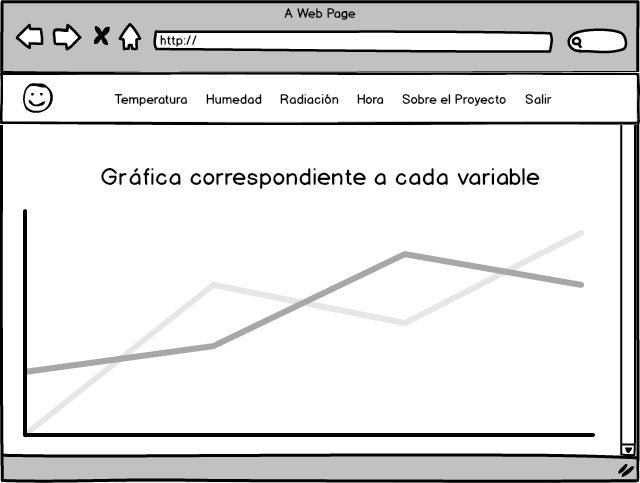 A Web Page
http://
Temperatura Humedad Radiación Hora Sobre el Proyecto Salir
Gráfica correspondiente a cada variable